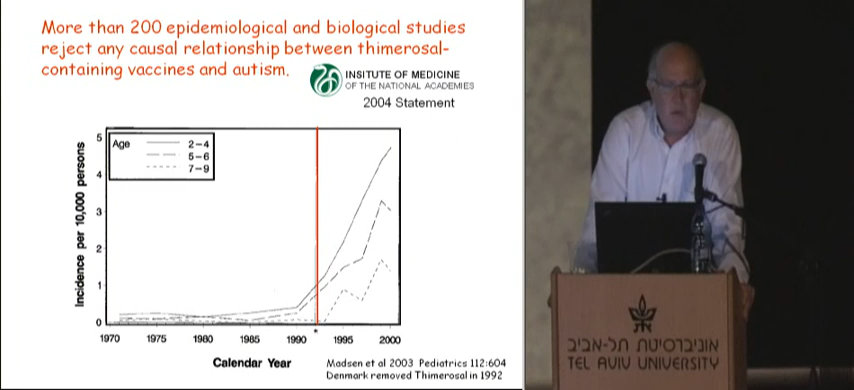 More than 200 epidemiological and biological studies
reject any causal relationship between thimerosal-
containing vaccines and autism.
INSITUTE OF MEDICINE
OF THE NATIONAL ACADEMIES
2004 Statement
Incidence per 10,000 persons
5
4
3
2
1
0
Age
2-4
5-6
7-9
1970
1975
1980
1985
1990
1995
2000
*
Calendar Year
Madsen et al 2003 Pediatrics 112:604
Denmark removed Thimerosal in 1992
אוניברסיטת תל-אביב
TEL AVIV UNIVERSITY